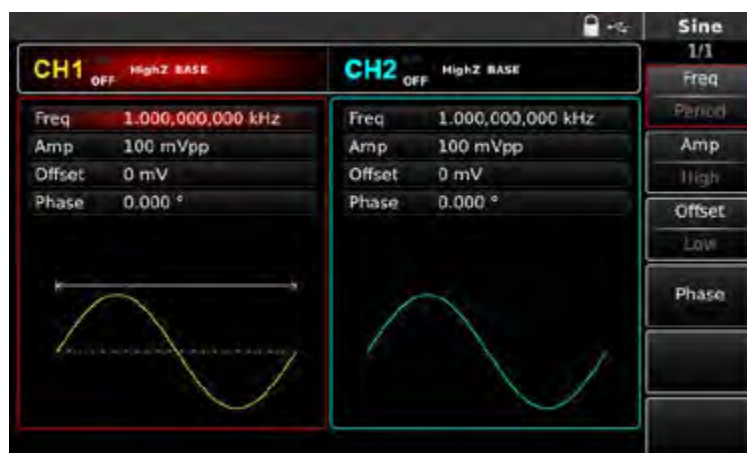 Sine
1/1
CH1 OFF HighZ BASE
CH2 OFF HighZ BASE
Freq 1.000,000,000 kHz
Amp 100 mVpp
Offset 0 mV
Phase 0.000 °
Freq 1.000,000,000 kHz
Amp 100 mVpp
Offset 0 mV
Phase 0.000 °
Freq
Period
Amp
High
Offset
Low
Phase